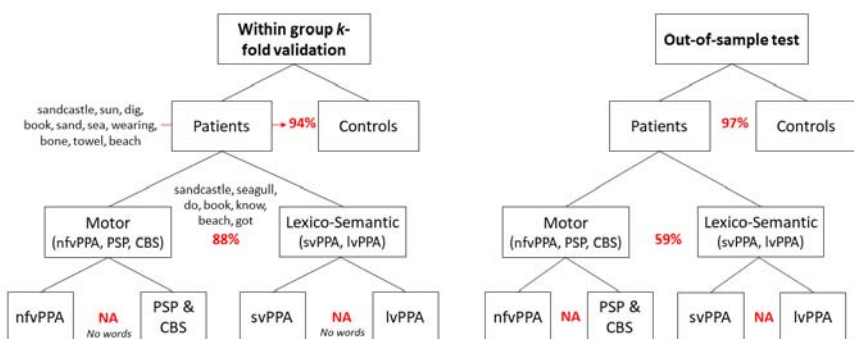 Within group k-
fold validation
sandcastle, sun, dig,
book, sand, sea, wearing,
bone, towel, beach
Patients
94%
Controls
sandcastle, seagull,
do, book, know,
beach, got
88%
Motor
(nfvPPA, PSP, CBS)
Lexico-Semantic
(svPPA, lvPPA)
nfvPPA
NA
No words
PSP &
CBS
svPPA
NA
No words
lvPPA
Out-of-sample test
Patients
97%
Controls
Motor
(nfvPPA, PSP, CBS)
59%
Lexico-Semantic
(svPPA, lvPPA)
nfvPPA
NA
PSP &
CBS
svPPA
NA
lvPPA